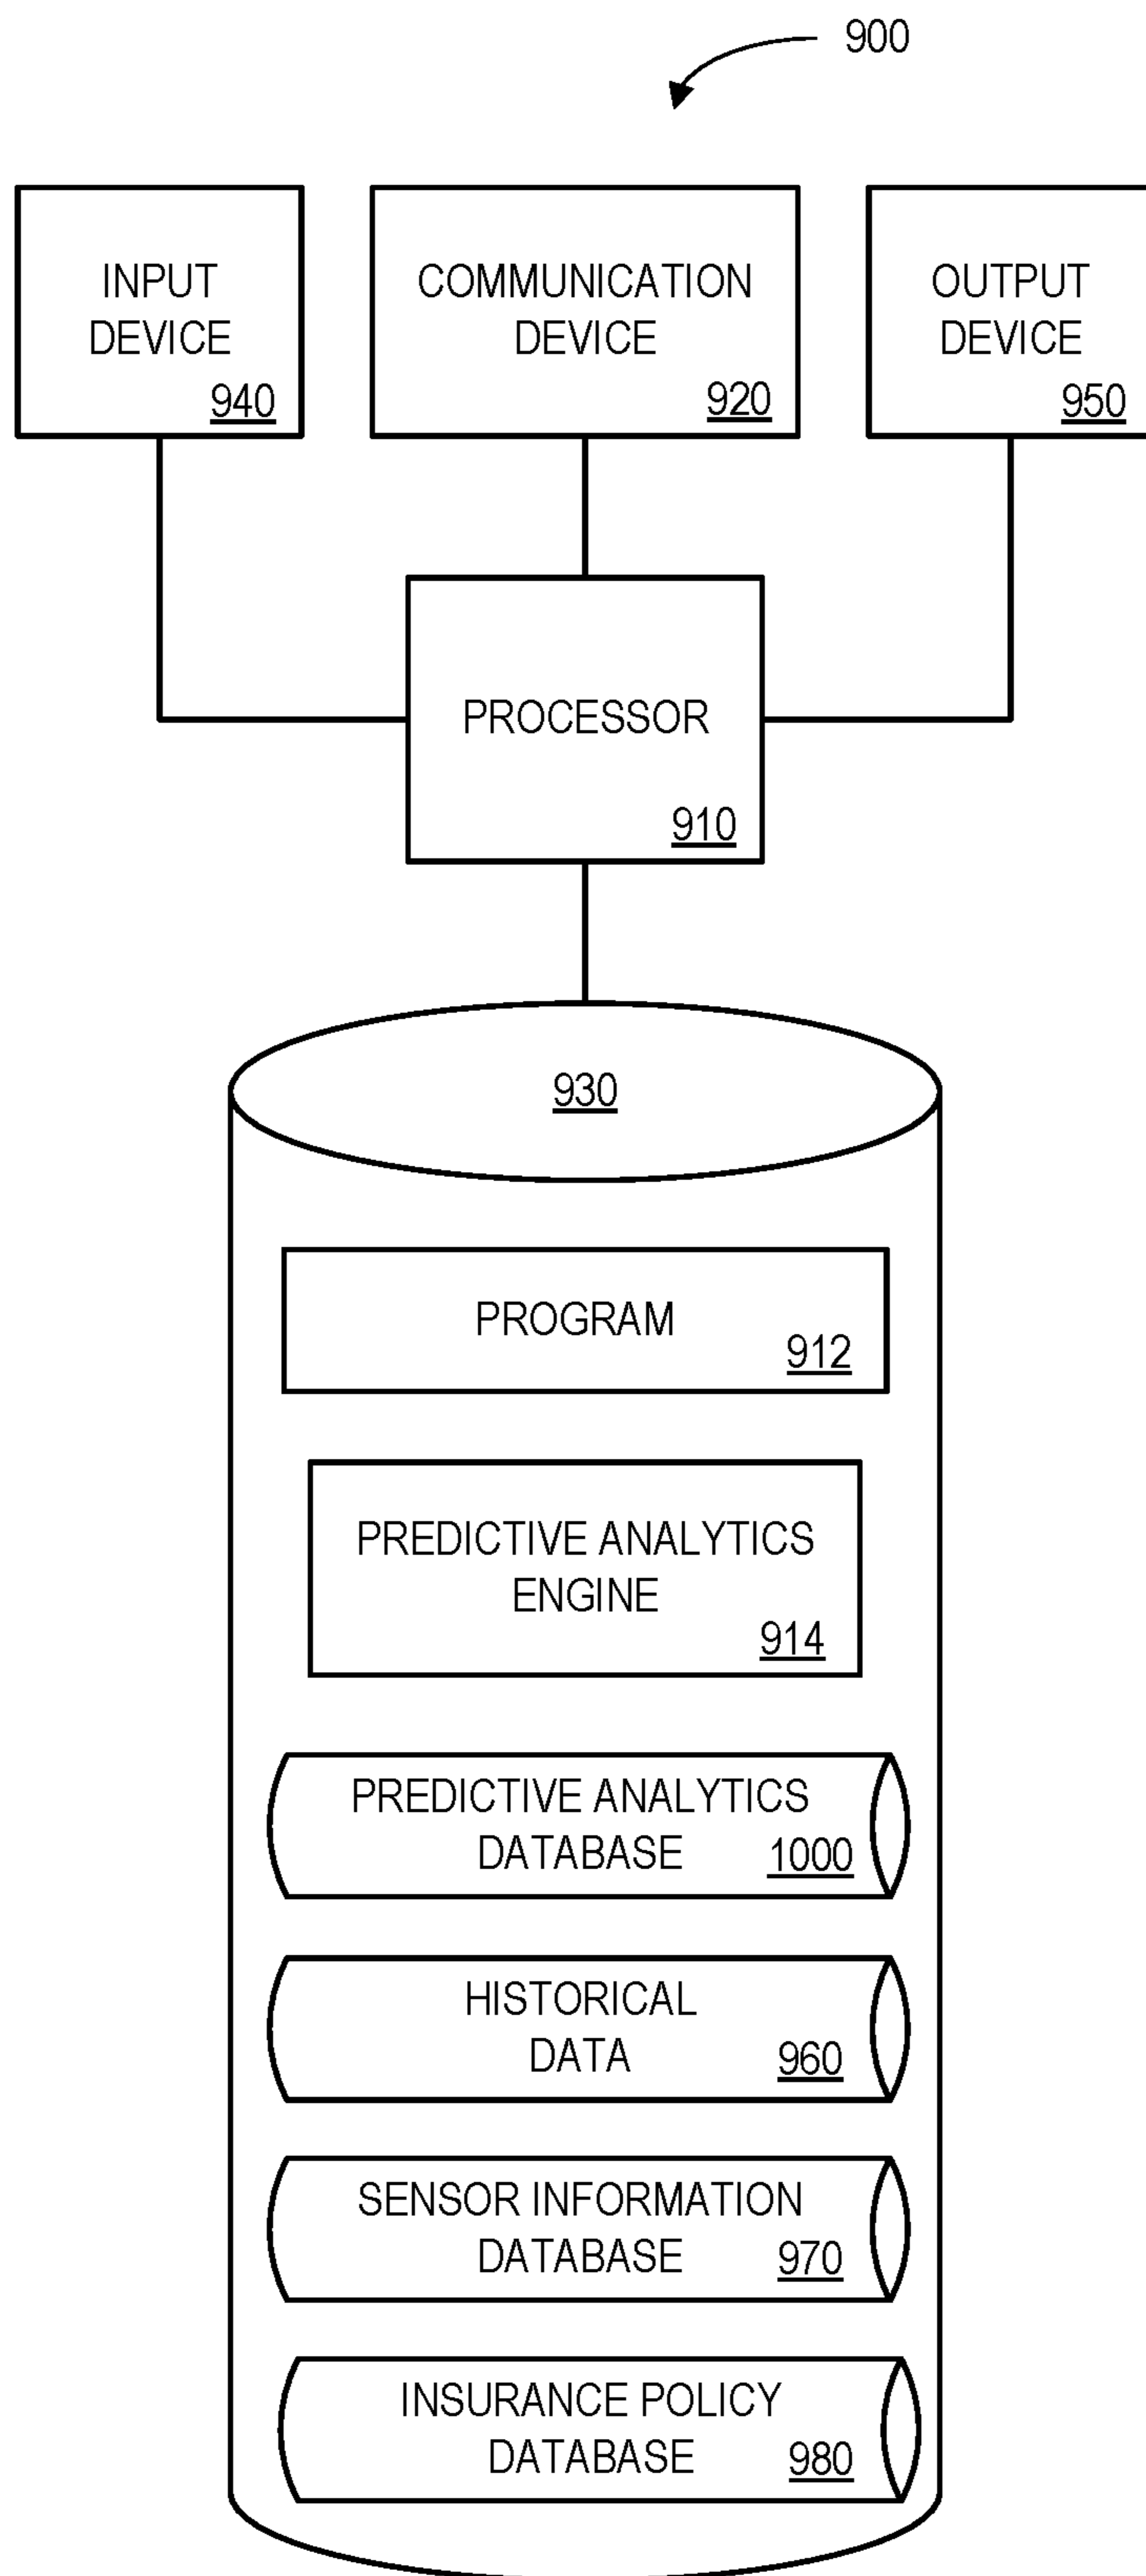 900
INPUT
DEVICE
940
COMMUNICATION
DEVICE
920
OUTPUT
DEVICE
950
PROCESSOR
910
930
PROGRAM
912
PREDICTIVE ANALYTICS
ENGINE
914
PREDICTIVE ANALYTICS
DATABASE 1000
HISTORICAL
DATA 960
SENSOR INFORMATION
DATABASE 970
INSURANCE POLICY
DATABASE 980